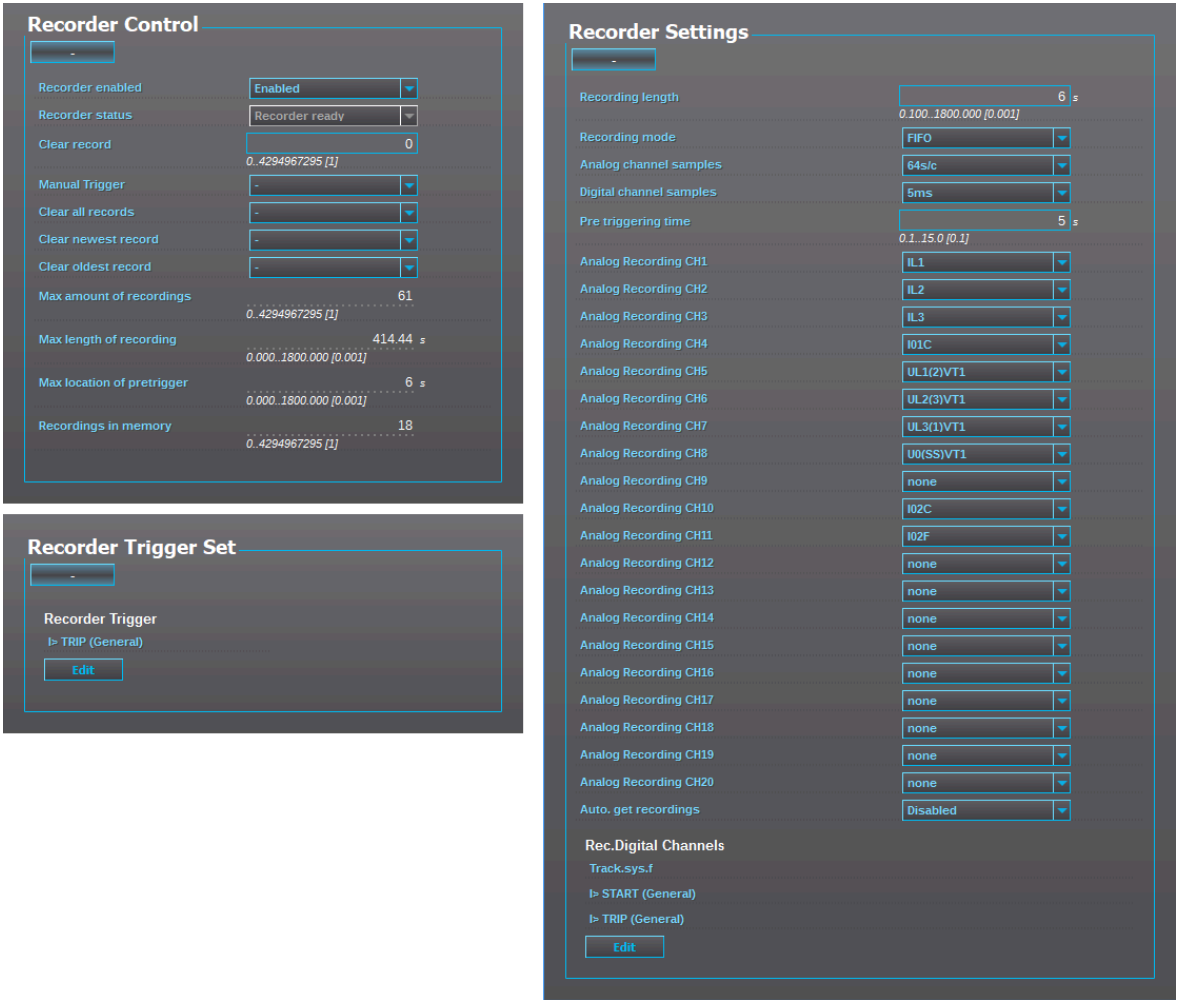 Recorder Control
-
Recorder enabled Enabled
Recorder status Recorder ready
Clear record 0
0..4294967295 [1]
Manual Trigger -
Clear all records -
Clear newest record -
Clear oldest record -
Max amount of recordings 61
0..4294967295 [1]
Max length of recording 414.44 s
0.000..1800.000 [0.001]
Max location of pretrigger 6 s
0.000..1800.000 [0.001]
Recordings in memory 18
0..4294967295 [1]
Recorder Trigger Set
-
Recorder Trigger
I> TRIP (General)
Edit
Recorder Settings
-
Recording length 6 s
0.100..1800.000 [0.001]
Recording mode FIFO
Analog channel samples 64s/c
Digital channel samples 5ms
Pre triggering time 5 s
0.1..15.0 [0.1]
Analog Recording CH1 IL1
Analog Recording CH2 IL2
Analog Recording CH3 IL3
Analog Recording CH4 I01C
Analog Recording CH5 UL1(2)VT1
Analog Recording CH6 UL2(3)VT1
Analog Recording CH7 UL3(1)VT1
Analog Recording CH8 U0(SS)VT1
Analog Recording CH9 none
Analog Recording CH10 I02C
Analog Recording CH11 I02F
Analog Recording CH12 none
Analog Recording CH13 none
Analog Recording CH14 none
Analog Recording CH15 none
Analog Recording CH16 none
Analog Recording CH17 none
Analog Recording CH18 none
Analog Recording CH19 none
Analog Recording CH20 none
Auto. get recordings Disabled
Rec.Digital Channels
Track.sys.f
I> START (General)
I> TRIP (General)
Edit